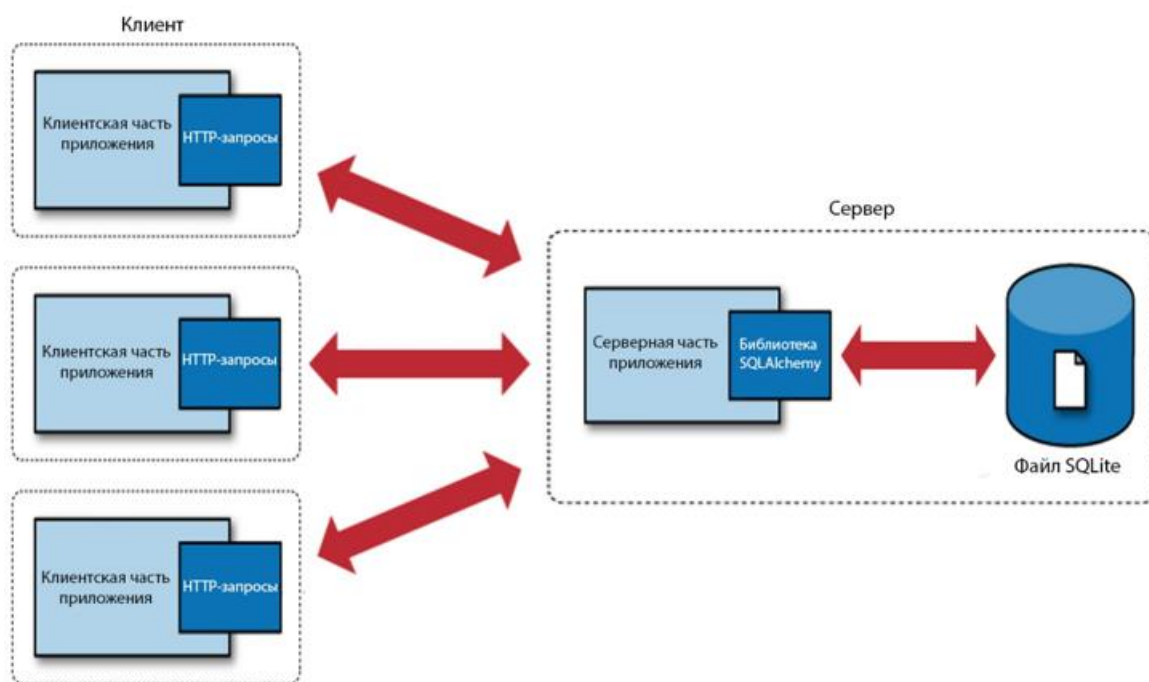 Клиент
Клиентская часть
приложения
HTTP-запросы
Клиентская часть
приложения
HTTP-запросы
Клиентская часть
приложения
HTTP-запросы
Сервер
Серверная часть
приложения
Библиотека
SQLAlchemy
Файл SQLite